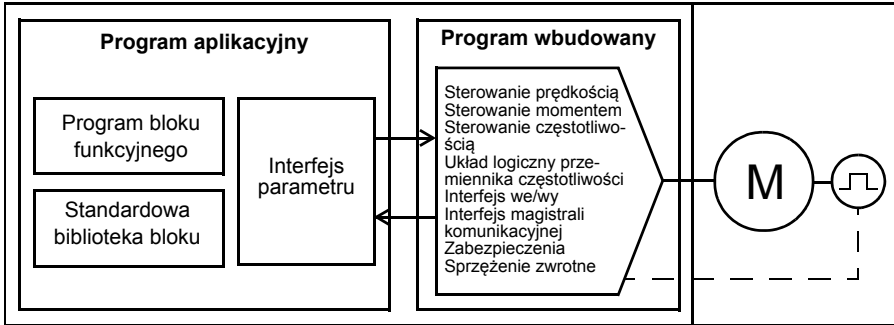 Program aplikacyjny
Program bloku
funkcyjnego
Standardowa
biblioteka bloku
Interfejs
parametru
Program wbudowany
Sterowanie prędkością
Sterowanie momentem
Sterowanie częstotliwo-
ścią
Układ logiczny prze-
miennika częstotliwości
Interfejs we/wy
Interfejs magistrali
komunikacyjnej
Zabezpieczenia
Sprzężenie zwrotne
M